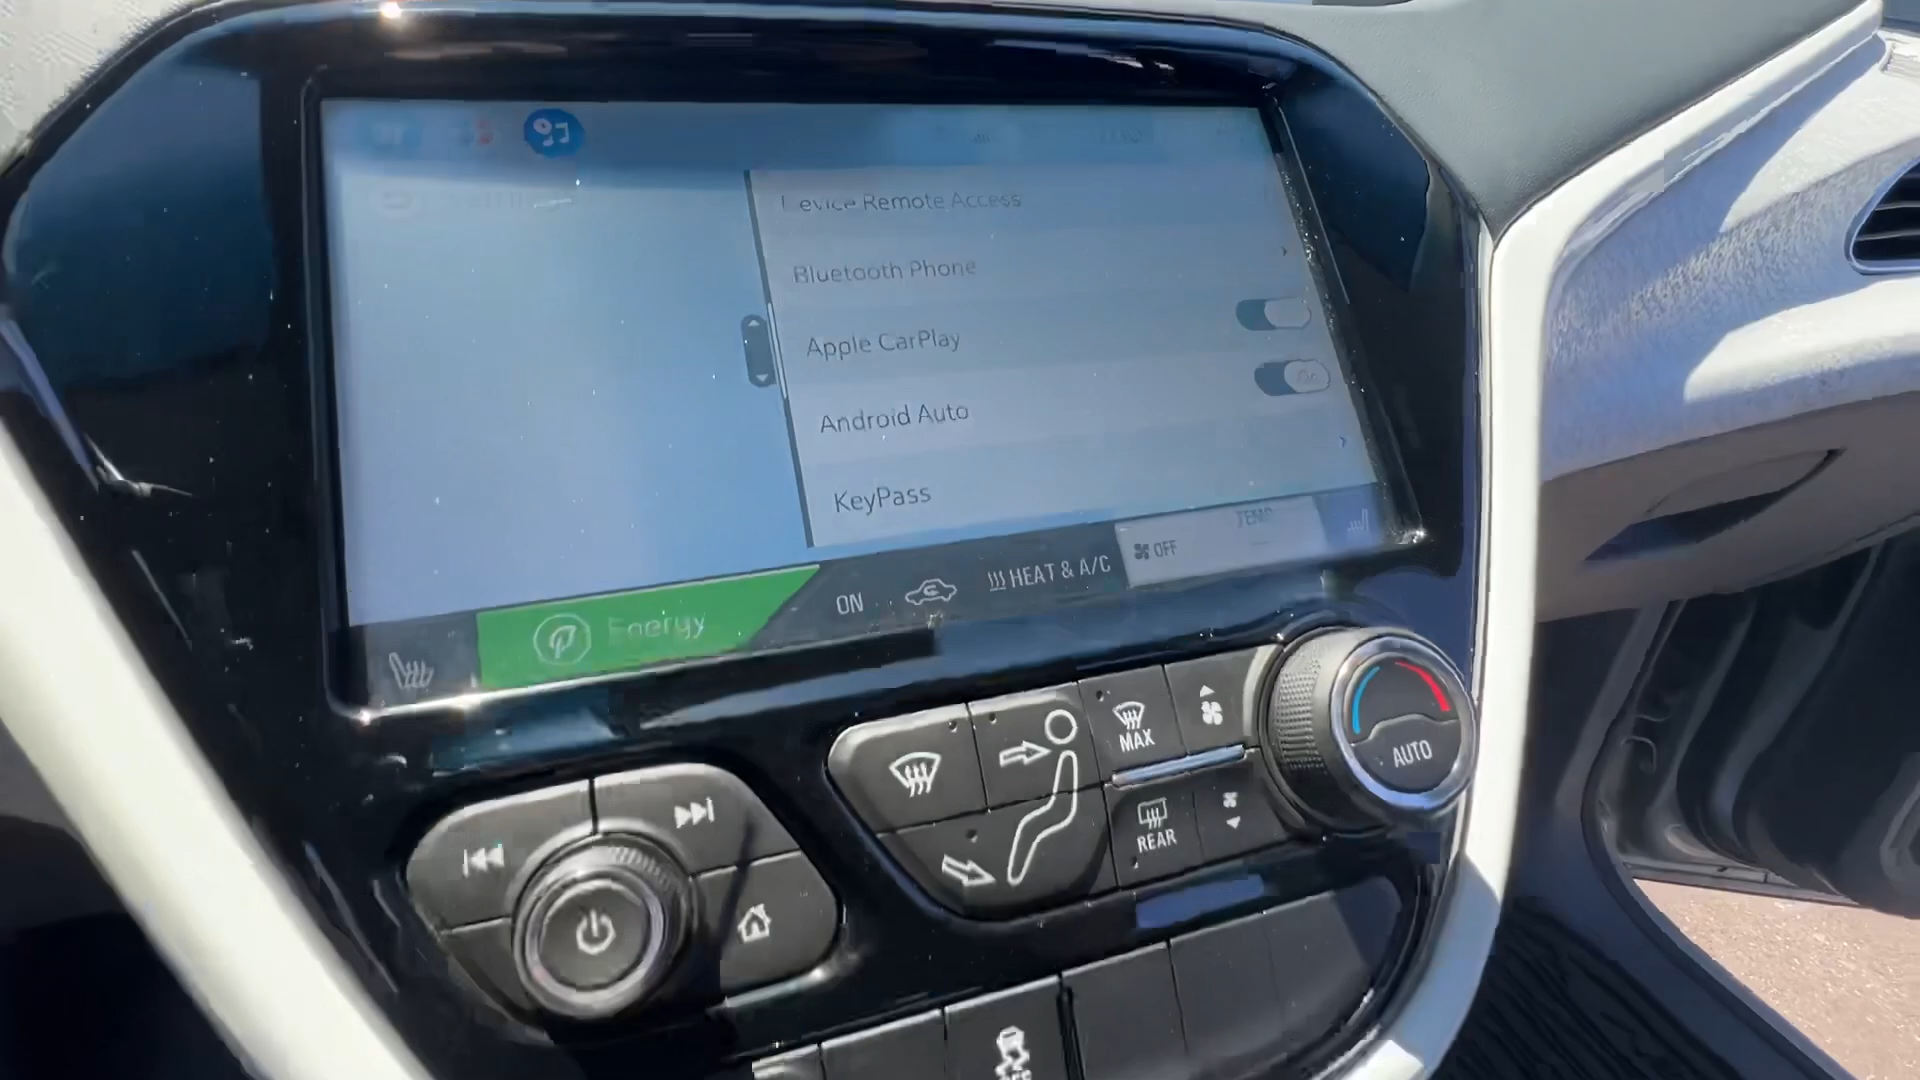 Device Remote Access
Bluetooth Phone
Apple CarPlay
Android Auto
KeyPass
TEMP
OFF
HEAT & A/C
ON
Energy
MAX
AUTO
REAR